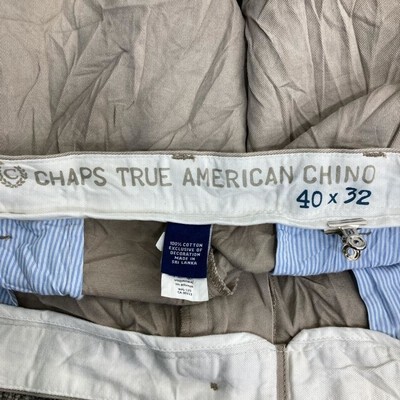 C CHAPS TRUE AMERICAN CHINO
40 x 32
100% COTTON
EXCLUSIVE OF
DECORATION
MADE IN
SRI LANKA